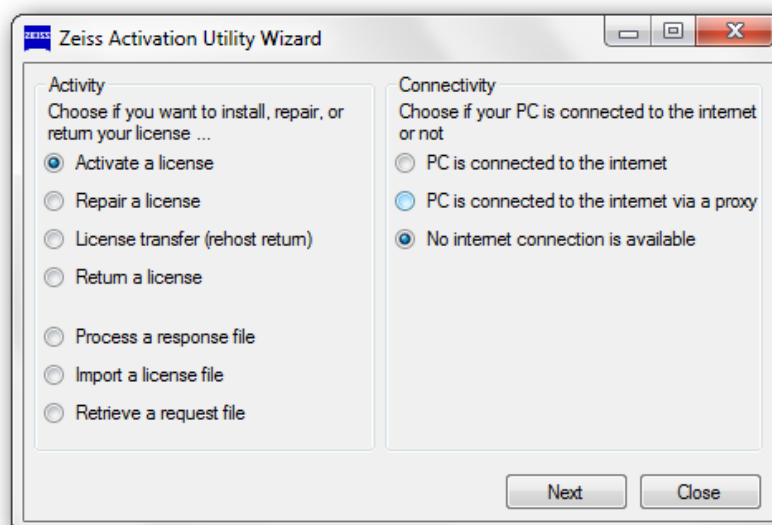 ZEISS Zeiss Activation Utility Wizard
Activity
Choose if you want to install, repair, or
return your license ...
Activate a license
Repair a license
License transfer (rehost return)
Return a license
Process a response file
Import a license file
Retrieve a request file
Connectivity
Choose if your PC is connected to the internet
or not
PC is connected to the internet
PC is connected to the internet via a proxy
No internet connection is available
Next
Close